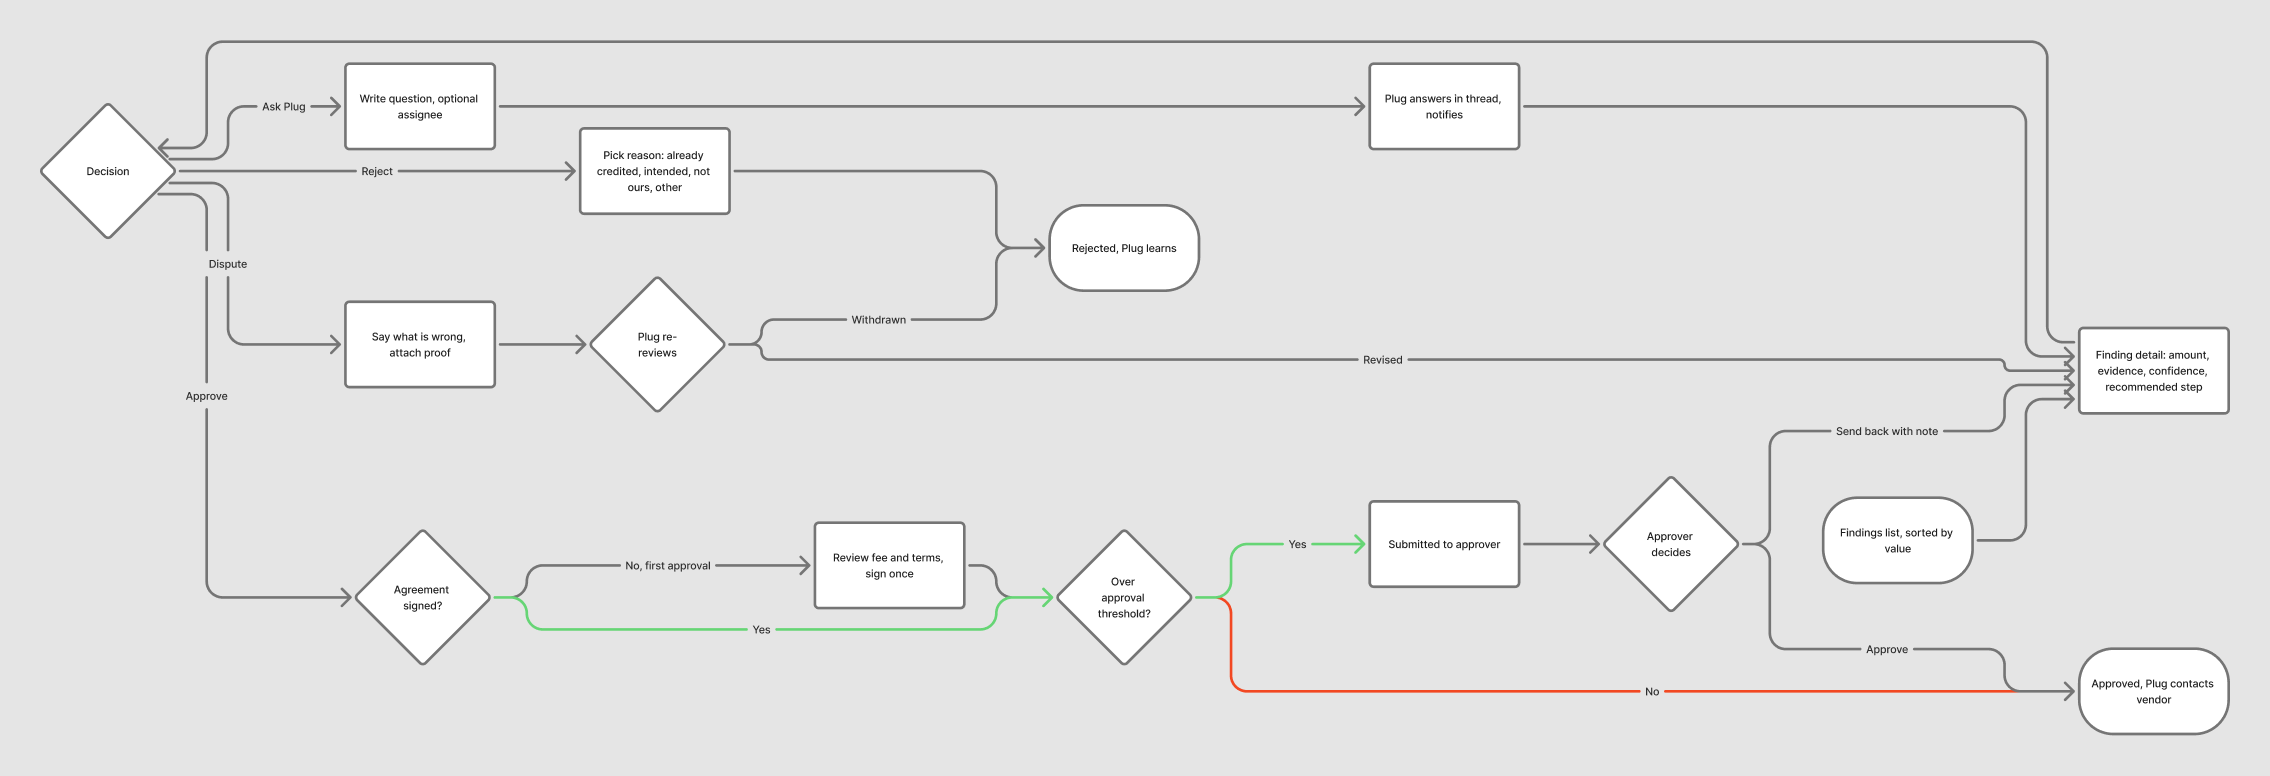 Decision
Ask Plug
Write question, optional
assignee
Plug answers in thread,
notifies
Reject
Pick reason: already
credited, intended, not
ours, other
Rejected, Plug learns
Dispute
Say what is wrong,
attach proof
Plug re-
reviews
Withdrawn
Revised
Finding detail: amount,
evidence, confidence,
recommended step
Approve
Send back with note
Findings list, sorted by
value
Agreement
signed?
No, first approval
Review fee and terms,
sign once
Yes
Over
approval
threshold?
Yes
Submitted to approver
Approver
decides
Approve
No
Approved, Plug contacts
vendor